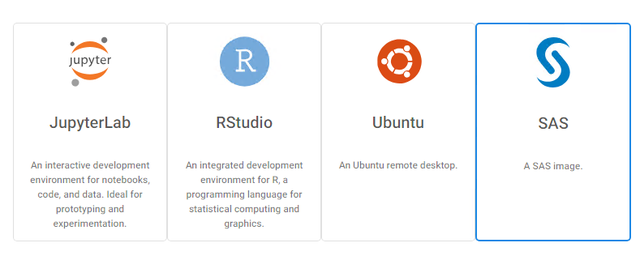 jupyter
JupyterLab
An interactive development
environment for notebooks,
code, and data. Ideal for
prototyping and
experimentation.
R
RStudio
An integrated development
environment for R, a
programming language for
statistical computing and
graphics.
Ubuntu
An Ubuntu remote desktop.
SAS
A SAS image.